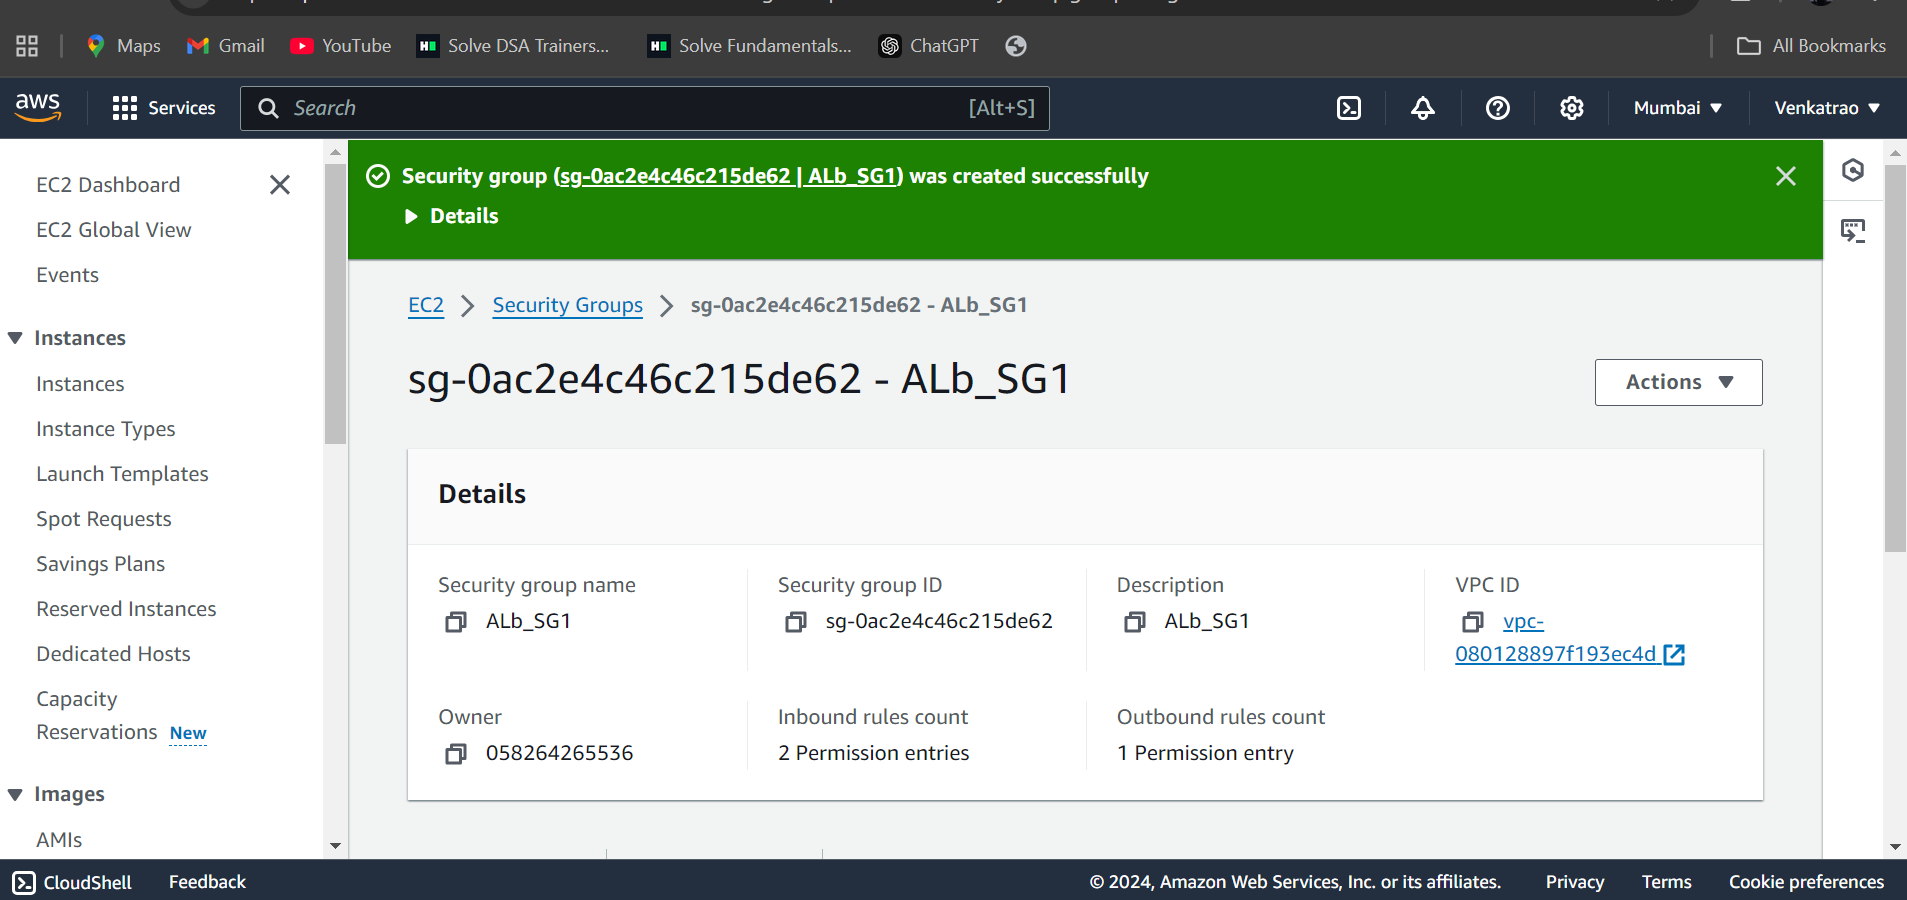 Maps
Gmail
YouTube
Solve DSA Trainers...
Solve Fundamentals...
ChatGPT
All Bookmarks
aws
Services
Search
[Alt+S]
Mumbai
Venkatrao
EC2 Dashboard
EC2 Global View
Events
Instances
Instances
Instance Types
Launch Templates
Spot Requests
Savings Plans
Reserved Instances
Dedicated Hosts
Capacity
Reservations New
Images
AMIs
Security group (sg-0ac2e4c46c215de62 | ALb_SG1) was created successfully
Details
EC2
Security Groups
sg-0ac2e4c46c215de62 - ALb_SG1
sg-0ac2e4c46c215de62 - ALb_SG1
Actions
Details
Security group name
ALb_SG1
Security group ID
sg-0ac2e4c46c215de62
Description
ALb_SG1
VPC ID
vpc-
080128897f193ec4d
Owner
058264265536
Inbound rules count
2 Permission entries
Outbound rules count
1 Permission entry
CloudShell
Feedback
© 2024, Amazon Web Services, Inc. or its affiliates.
Privacy
Terms
Cookie preferences